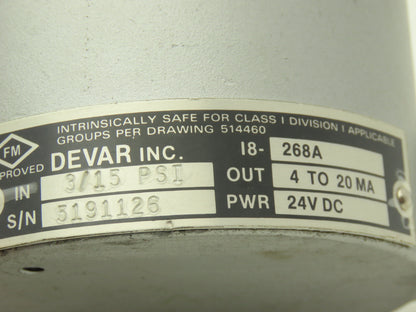 INTRINSICALLY SAFE FOR CLASS I DIVISION I APPLICABLE
GROUPS PER DRAWING 514460
FM
APPROVED
DEVAR INC. 18- 268A
IN 3/15 PSI OUT 4 TO 20 MA
S/N 5191126 PWR 24V DC